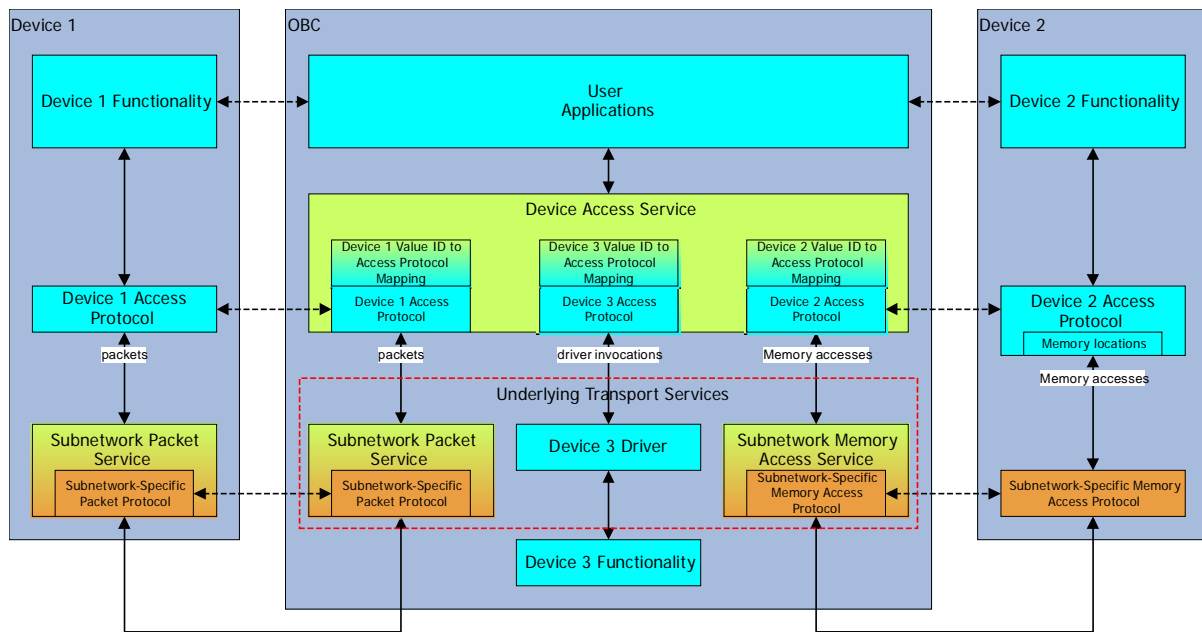 Device 1
OBC
Device 2
Device 1 Functionality
User
Applications
Device 2 Functionality
Device Access Service
Device 1 Value ID to
Access Protocol
Mapping
Device 3 Value ID to
Access Protocol
Mapping
Device 2 Value ID to
Access Protocol
Mapping
Device 1 Access
Protocol
Device 1 Access
Protocol
Device 3 Access
Protocol
Device 2 Access
Protocol
Device 2 Access
Protocol
Memory locations
packets
packets
driver invocations
Memory accesses
Memory accesses
Underlying Transport Services
Subnetwork Packet
Service
Subnetwork-Specific
Packet Protocol
Subnetwork Packet
Service
Subnetwork-Specific
Packet Protocol
Device 3 Driver
Subnetwork Memory
Access Service
Subnetwork-Specific
Memory Access
Protocol
Subnetwork-Specific Memory
Access Protocol
Device 3 Functionality